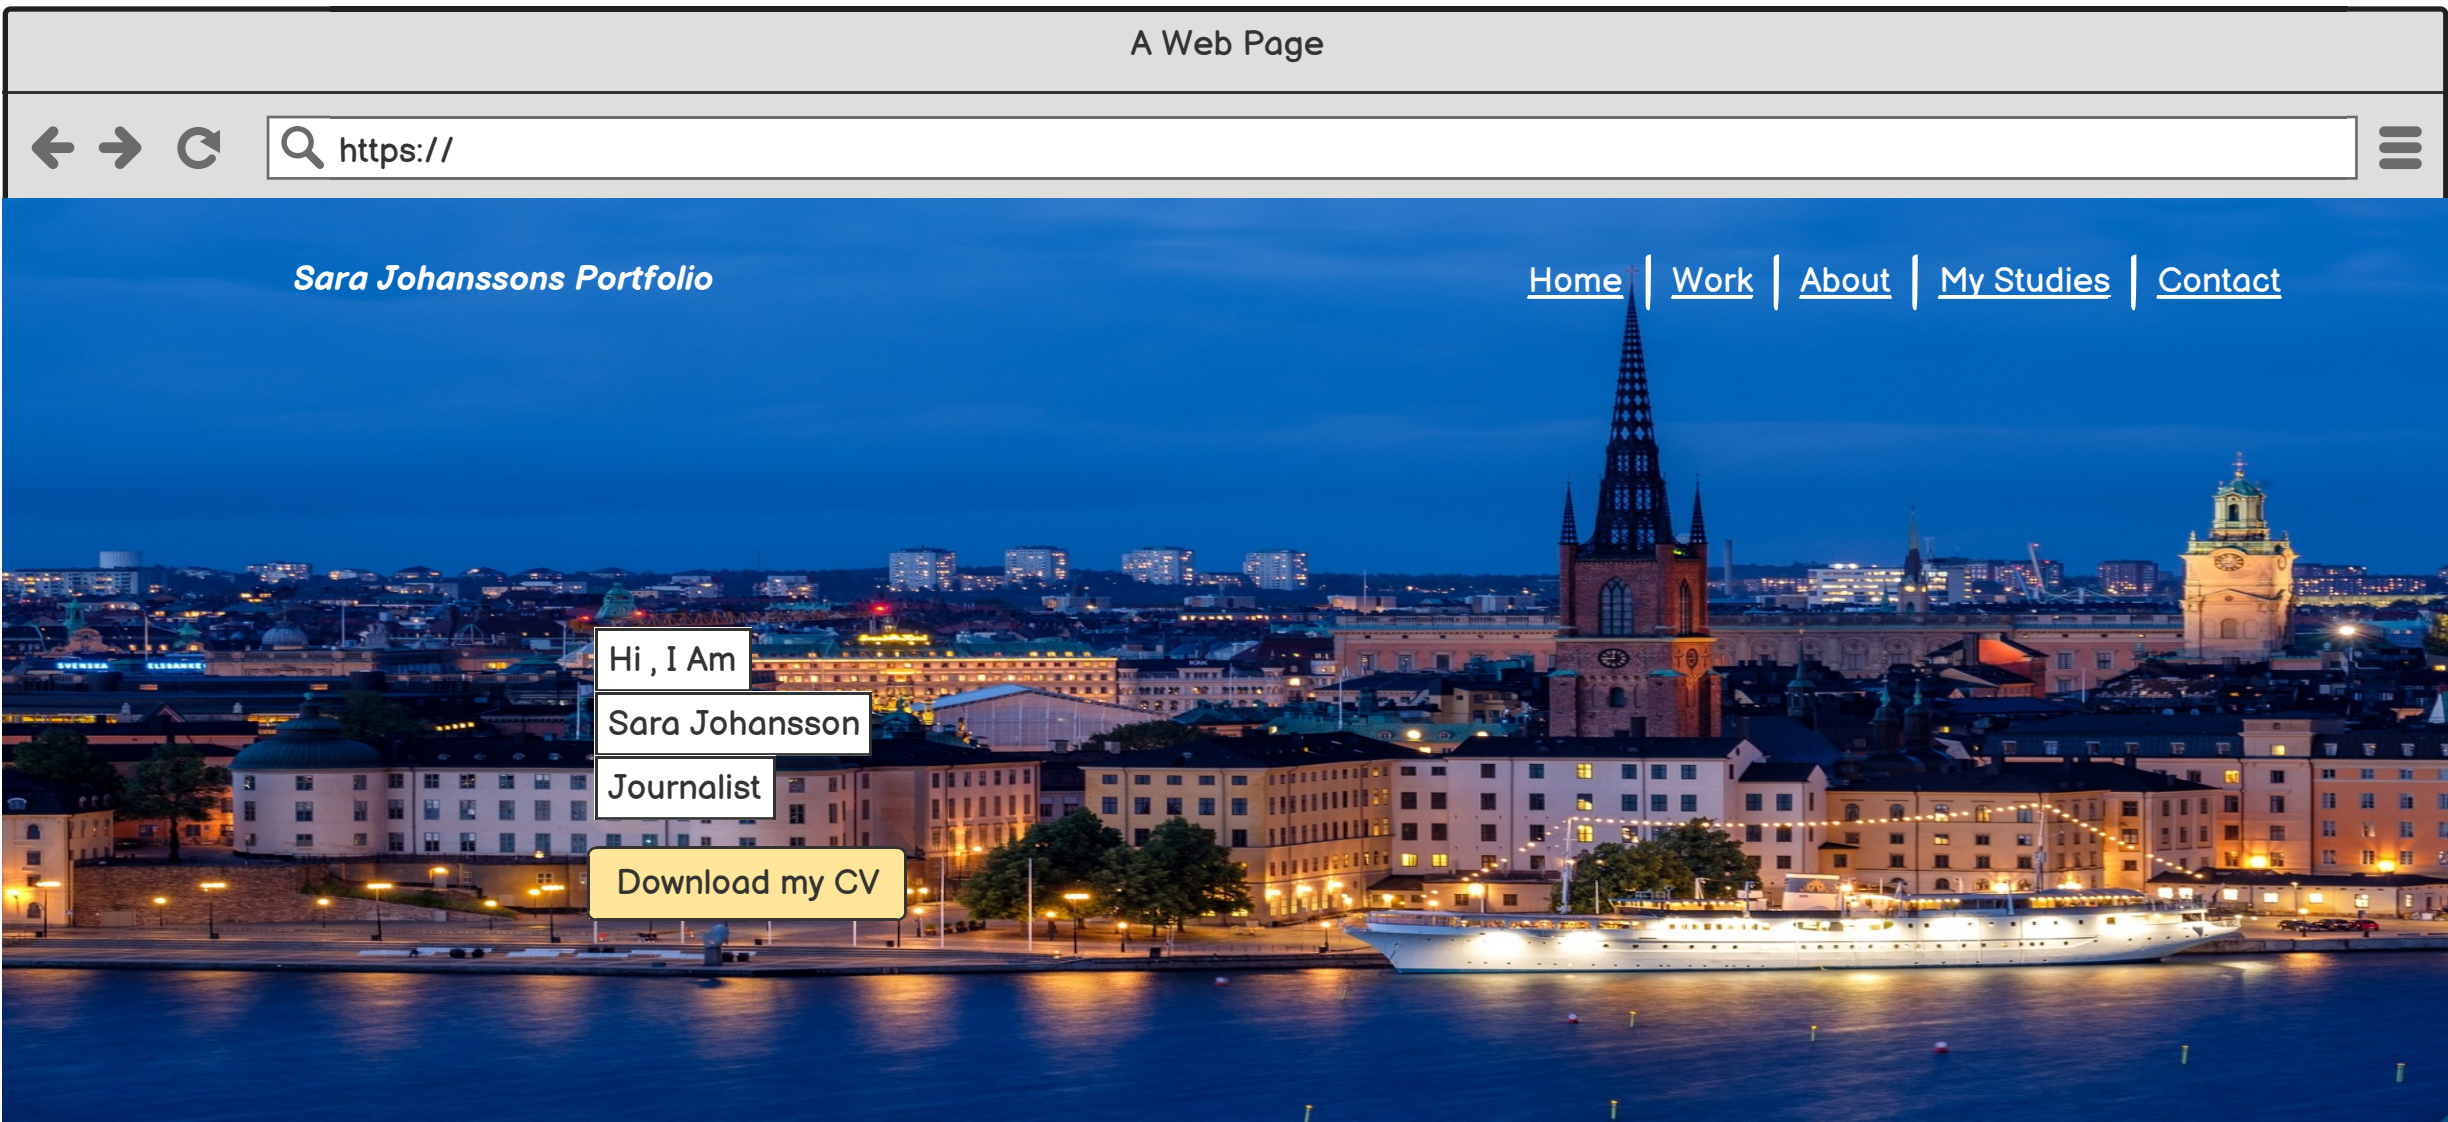 A Web Page
https://
Sara Johanssons Portfolio
Home Work About My Studies Contact
Hi , I Am
SVENSKA
Sara Johansson
Journalist
Download my CV